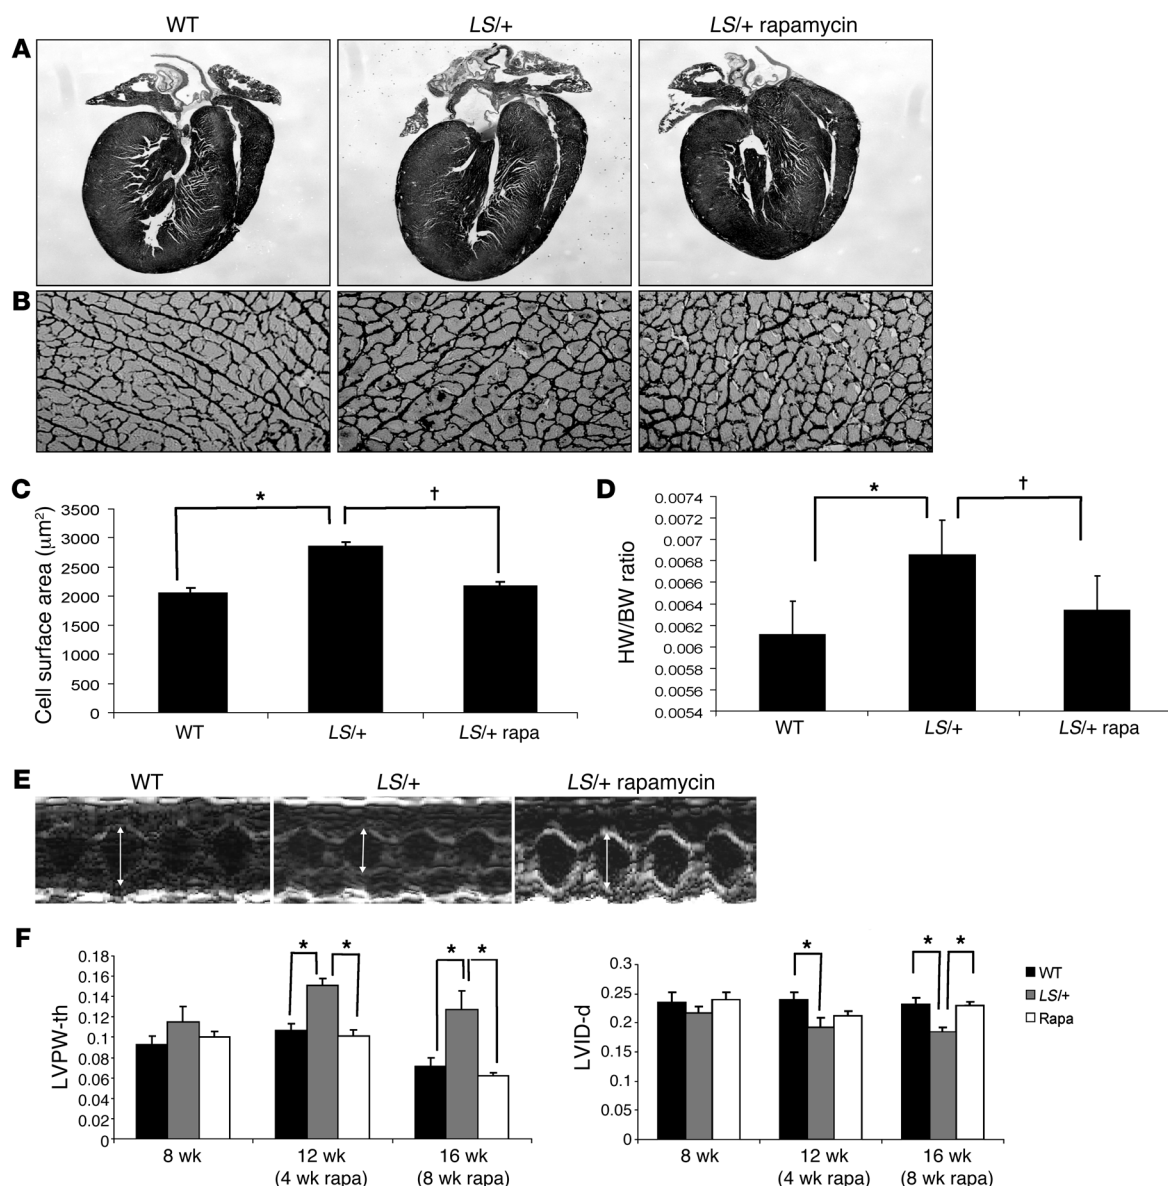 WT LS/+ LS/+ rapamycin
A
B
C
Cell surface area (μm²)
3500
3000
2500
2000
1500
1000
500
0
* †
WT LS/+ LS/+ rapa
D
HW/BW ratio
0.0074
0.0072
0.007
0.0068
0.0066
0.0064
0.0062
0.006
0.0058
0.0056
0.0054
* †
WT LS/+ LS/+ rapa
E
WT LS/+ LS/+ rapamycin
F
LVPW-th
0.18
0.16
0.14
0.12
0.1
0.08
0.06
0.04
0.02
0
* * * *
8 wk 12 wk 16 wk
(4 wk rapa) (8 wk rapa)
LVID-d
0.3
0.25
0.2
0.15
0.1
0.05
0
* * *
8 wk 12 wk 16 wk
(4 wk rapa) (8 wk rapa)
WT
LS/+
Rapa